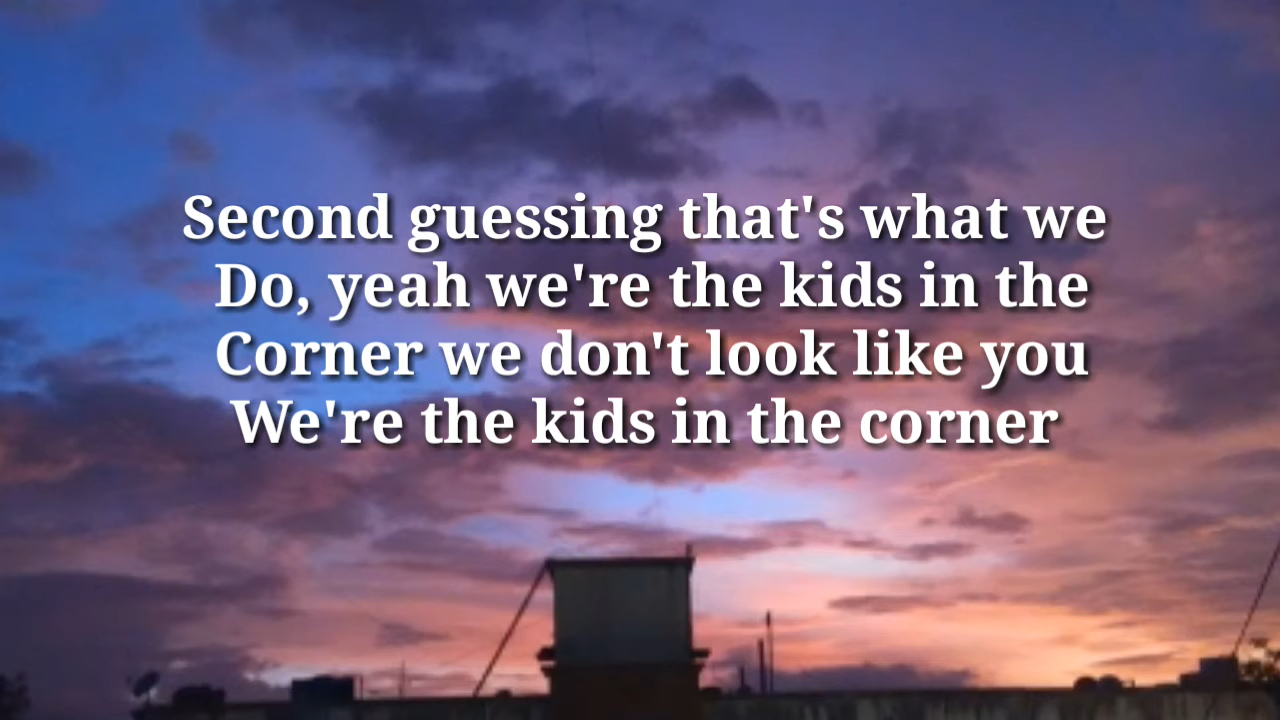 Second guessing that's what we
Do, yeah we're the kids in the
Corner we don't look like you
We're the kids in the corner